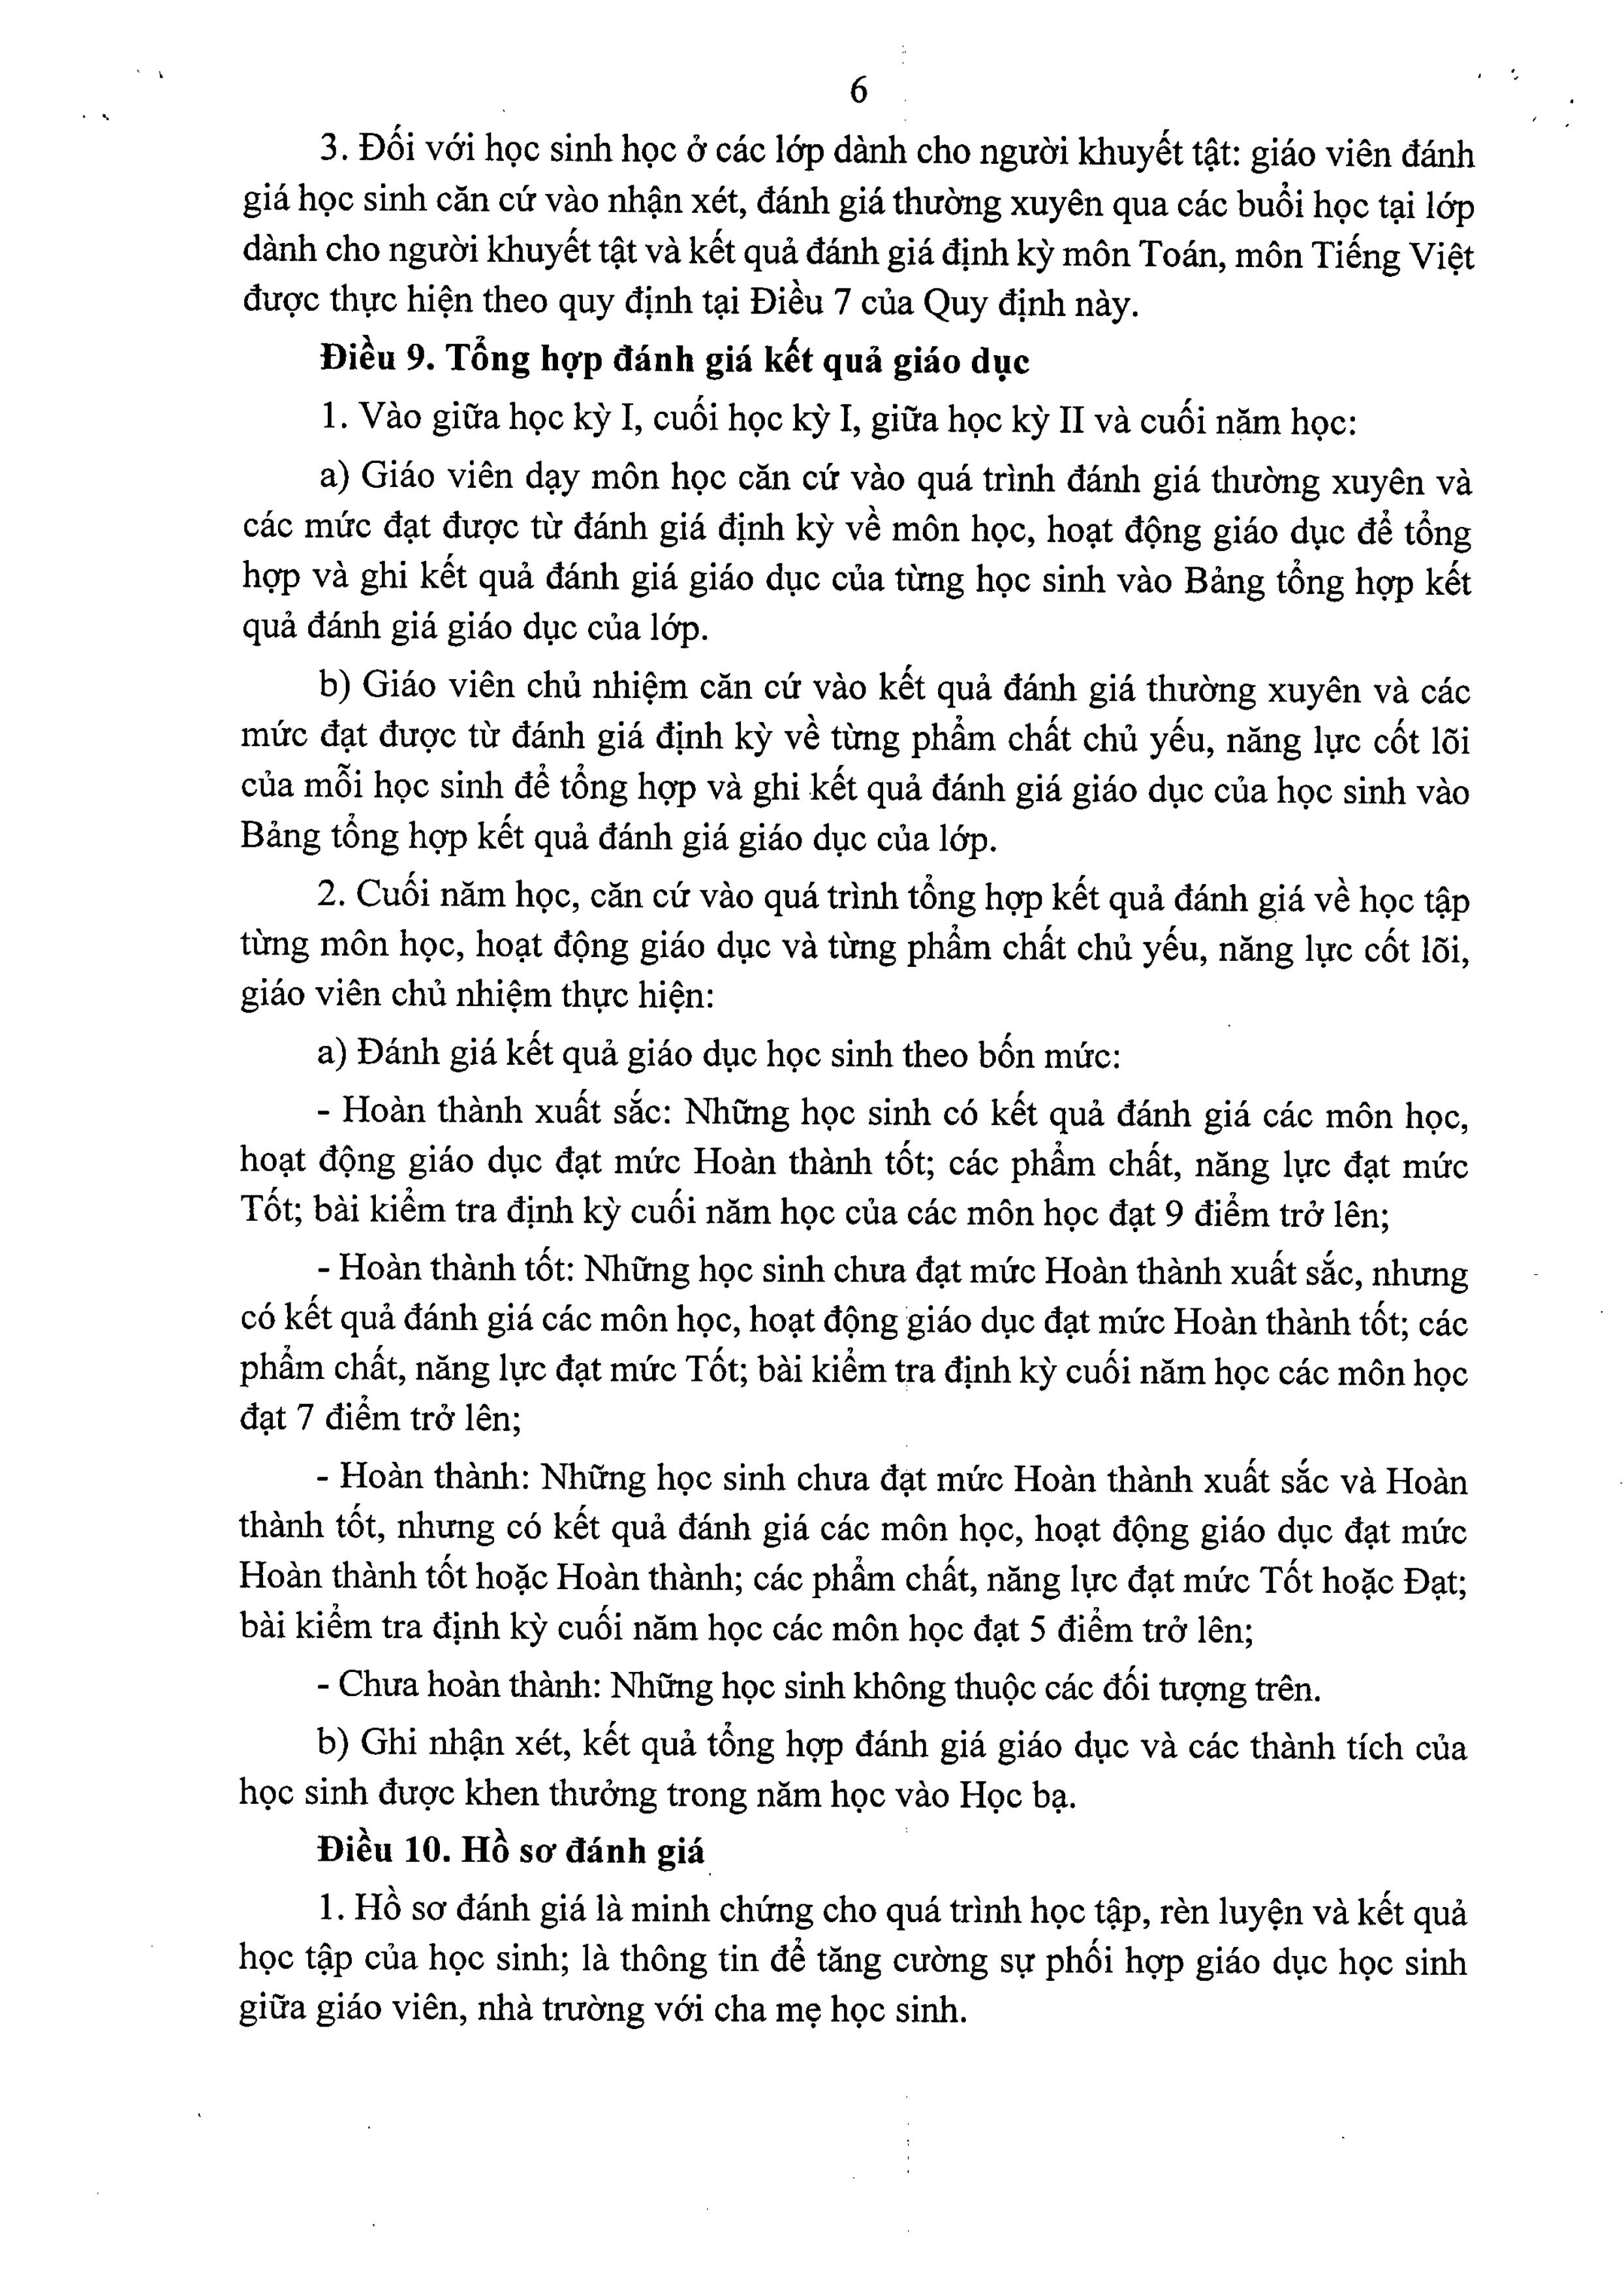 6
3. Đối với học sinh học ở các lớp dành cho người khuyết tật: giáo viên đánh
giá học sinh căn cứ vào nhận xét, đánh giá thường xuyên qua các buổi học tại lớp
dành cho người khuyết tật và kết quả đánh giá định kỳ môn Toán, môn Tiếng Việt
được thực hiện theo quy định tại Điều 7 của Quy định này.
Điều 9. Tổng hợp đánh giá kết quả giáo dục
1. Vào giữa học kỳ I, cuối học kỳ I, giữa học kỳ II và cuối năm học:
a) Giáo viên dạy môn học căn cứ vào quá trình đánh giá thường xuyên và
các mức đạt được từ đánh giá định kỳ về môn học, hoạt động giáo dục để tổng
hợp và ghi kết quả đánh giá giáo dục của từng học sinh vào Bảng tổng hợp kết
quả đánh giá giáo dục của lớp.
b) Giáo viên chủ nhiệm căn cứ vào kết quả đánh giá thường xuyên và các
mức đạt được từ đánh giá định kỳ về từng phẩm chất chủ yếu, năng lực cốt lõi
của mỗi học sinh để tổng hợp và ghi kết quả đánh giá giáo dục của học sinh vào
Bảng tổng hợp kết quả đánh giá giáo dục của lớp.
2. Cuối năm học, căn cứ vào quá trình tổng hợp kết quả đánh giá về học tập
từng môn học, hoạt động giáo dục và từng phẩm chất chủ yếu, năng lực cốt lõi,
giáo viên chủ nhiệm thực hiện:
a) Đánh giá kết quả giáo dục học sinh theo bốn mức:
- Hoàn thành xuất sắc: Những học sinh có kết quả đánh giá các môn học,
hoạt động giáo dục đạt mức Hoàn thành tốt; các phẩm chất, năng lực đạt mức
Tốt; bài kiểm tra định kỳ cuối năm học của các môn học đạt 9 điểm trở lên;
- Hoàn thành tốt: Những học sinh chưa đạt mức Hoàn thành xuất sắc, nhưng
có kết quả đánh giá các môn học, hoạt động giáo dục đạt mức Hoàn thành tốt; các
phẩm chất, năng lực đạt mức Tốt; bài kiểm tra định kỳ cuối năm học các môn học
đạt 7 điểm trở lên;
- Hoàn thành: Những học sinh chưa đạt mức Hoàn thành xuất sắc và Hoàn
thành tốt, nhưng có kết quả đánh giá các môn học, hoạt động giáo dục đạt mức
Hoàn thành tốt hoặc Hoàn thành; các phẩm chất, năng lực đạt mức Tốt hoặc Đạt;
bài kiểm tra định kỳ cuối năm học các môn học đạt 5 điểm trở lên;
- Chưa hoàn thành: Những học sinh không thuộc các đối tượng trên.
b) Ghi nhận xét, kết quả tổng hợp đánh giá giáo dục và các thành tích của
học sinh được khen thưởng trong năm học vào Học bạ.
Điều 10. Hồ sơ đánh giá
1. Hồ sơ đánh giá là minh chứng cho quá trình học tập, rèn luyện và kết quả
học tập của học sinh; là thông tin để tăng cường sự phối hợp giáo dục học sinh
giữa giáo viên, nhà trường với cha mẹ học sinh.